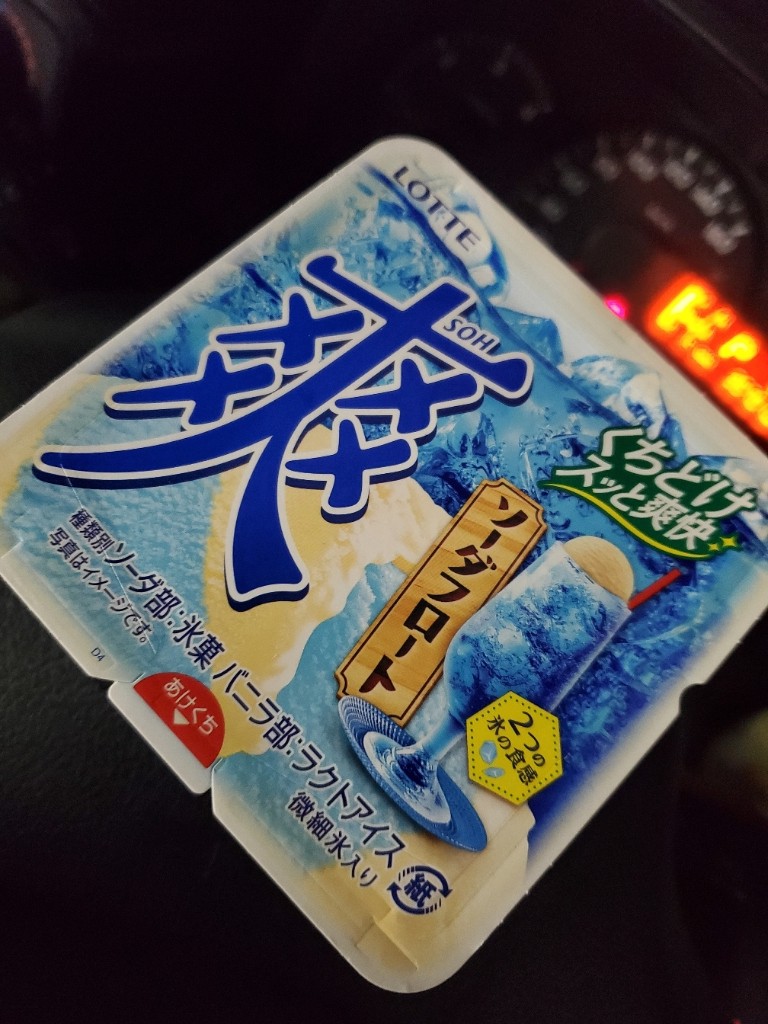 LOTTE
爽
SOH
くちどけ
スッと爽快
ソーダフロート
2つの
氷の食感
種類別 ソーダ部:氷菓 バニラ部:ラクトアイス
写真はイメージです。
微細氷入り
紙
D4
あけくち